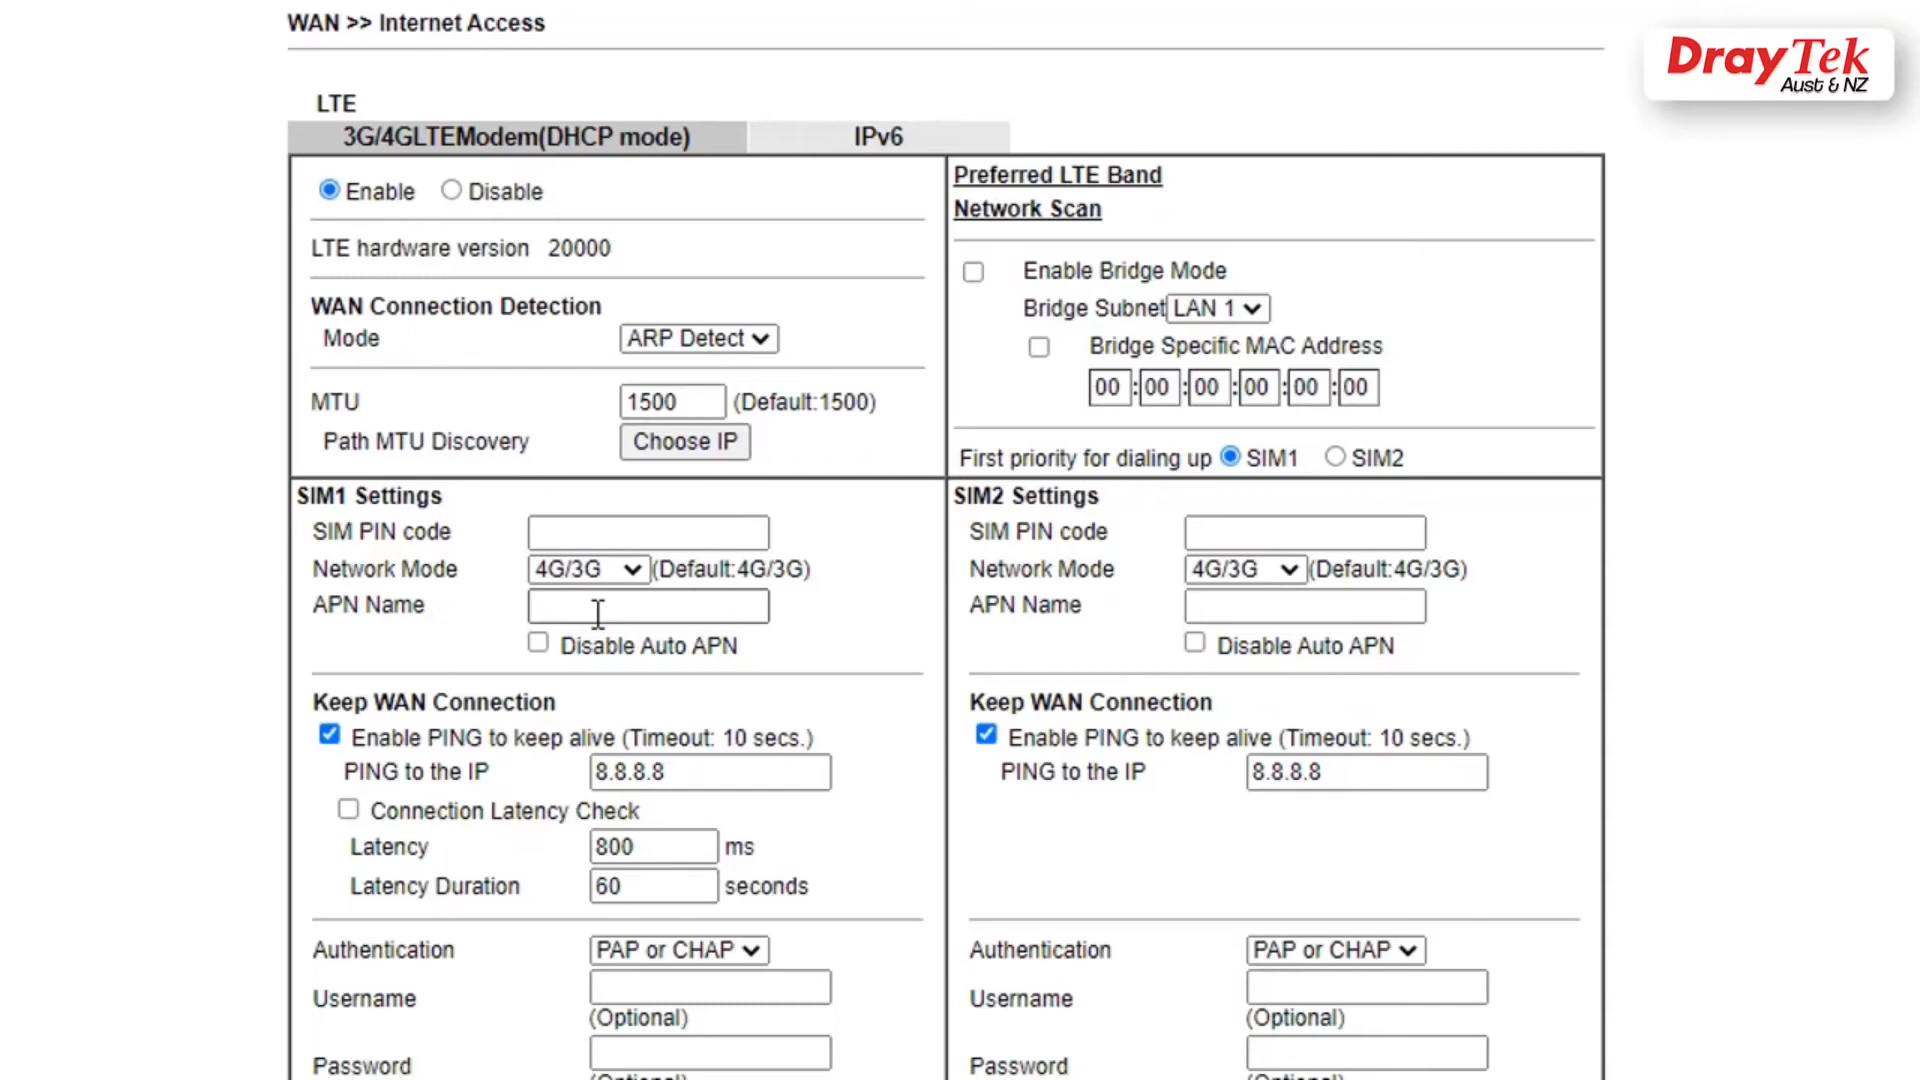 WAN >> Internet Access
DrayTek
Aust & NZ
LTE
3G/4GLTEModem(DHCP mode) IPv6
Enable Disable
LTE hardware version 20000
WAN Connection Detection
Mode ARP Detect
MTU 1500 (Default:1500)
Path MTU Discovery Choose IP
Preferred LTE Band
Network Scan
Enable Bridge Mode
Bridge Subnet LAN 1
Bridge Specific MAC Address
00 :00 :00 :00 :00 :00
First priority for dialing up SIM1 SIM2
SIM1 Settings
SIM PIN code
Network Mode 4G/3G (Default:4G/3G)
APN Name
Disable Auto APN
Keep WAN Connection
Enable PING to keep alive (Timeout: 10 secs.)
PING to the IP 8.8.8.8
Connection Latency Check
Latency 800 ms
Latency Duration 60 seconds
Authentication PAP or CHAP
Username
(Optional)
Password
(Optional)
SIM2 Settings
SIM PIN code
Network Mode 4G/3G (Default:4G/3G)
APN Name
Disable Auto APN
Keep WAN Connection
Enable PING to keep alive (Timeout: 10 secs.)
PING to the IP 8.8.8.8
Authentication PAP or CHAP
Username
(Optional)
Password
(Optional)